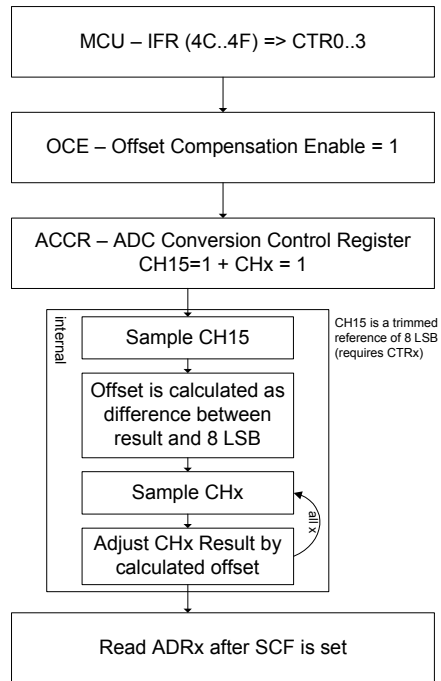 MCU – IFR (4C..4F) => CTR0..3
OCE – Offset Compensation Enable = 1
ACCR – ADC Conversion Control Register
CH15=1 + CHx = 1
internal
CH15 is a trimmed
reference of 8 LSB
(requires CTRx)
Sample CH15
Offset is calculated as
difference between
result and 8 LSB
Sample CHx
all x
Adjust CHx Result by
calculated offset
Read ADRx after SCF is set